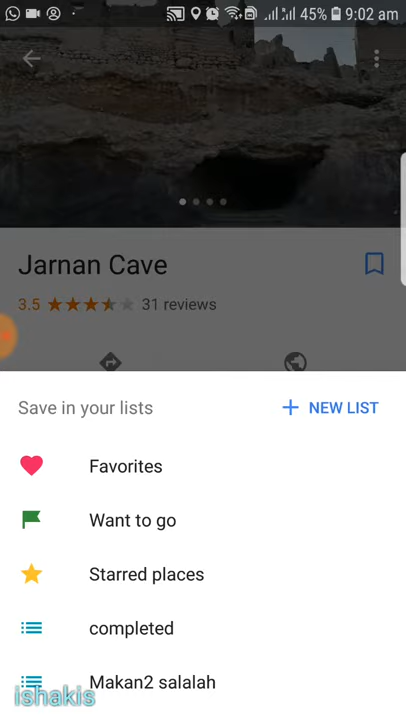 45% 9:02 am
Jarnan Cave
3.5 31 reviews
Save in your lists
+ NEW LIST
Favorites
Want to go
Starred places
completed
Makan2 salalah
ishakis